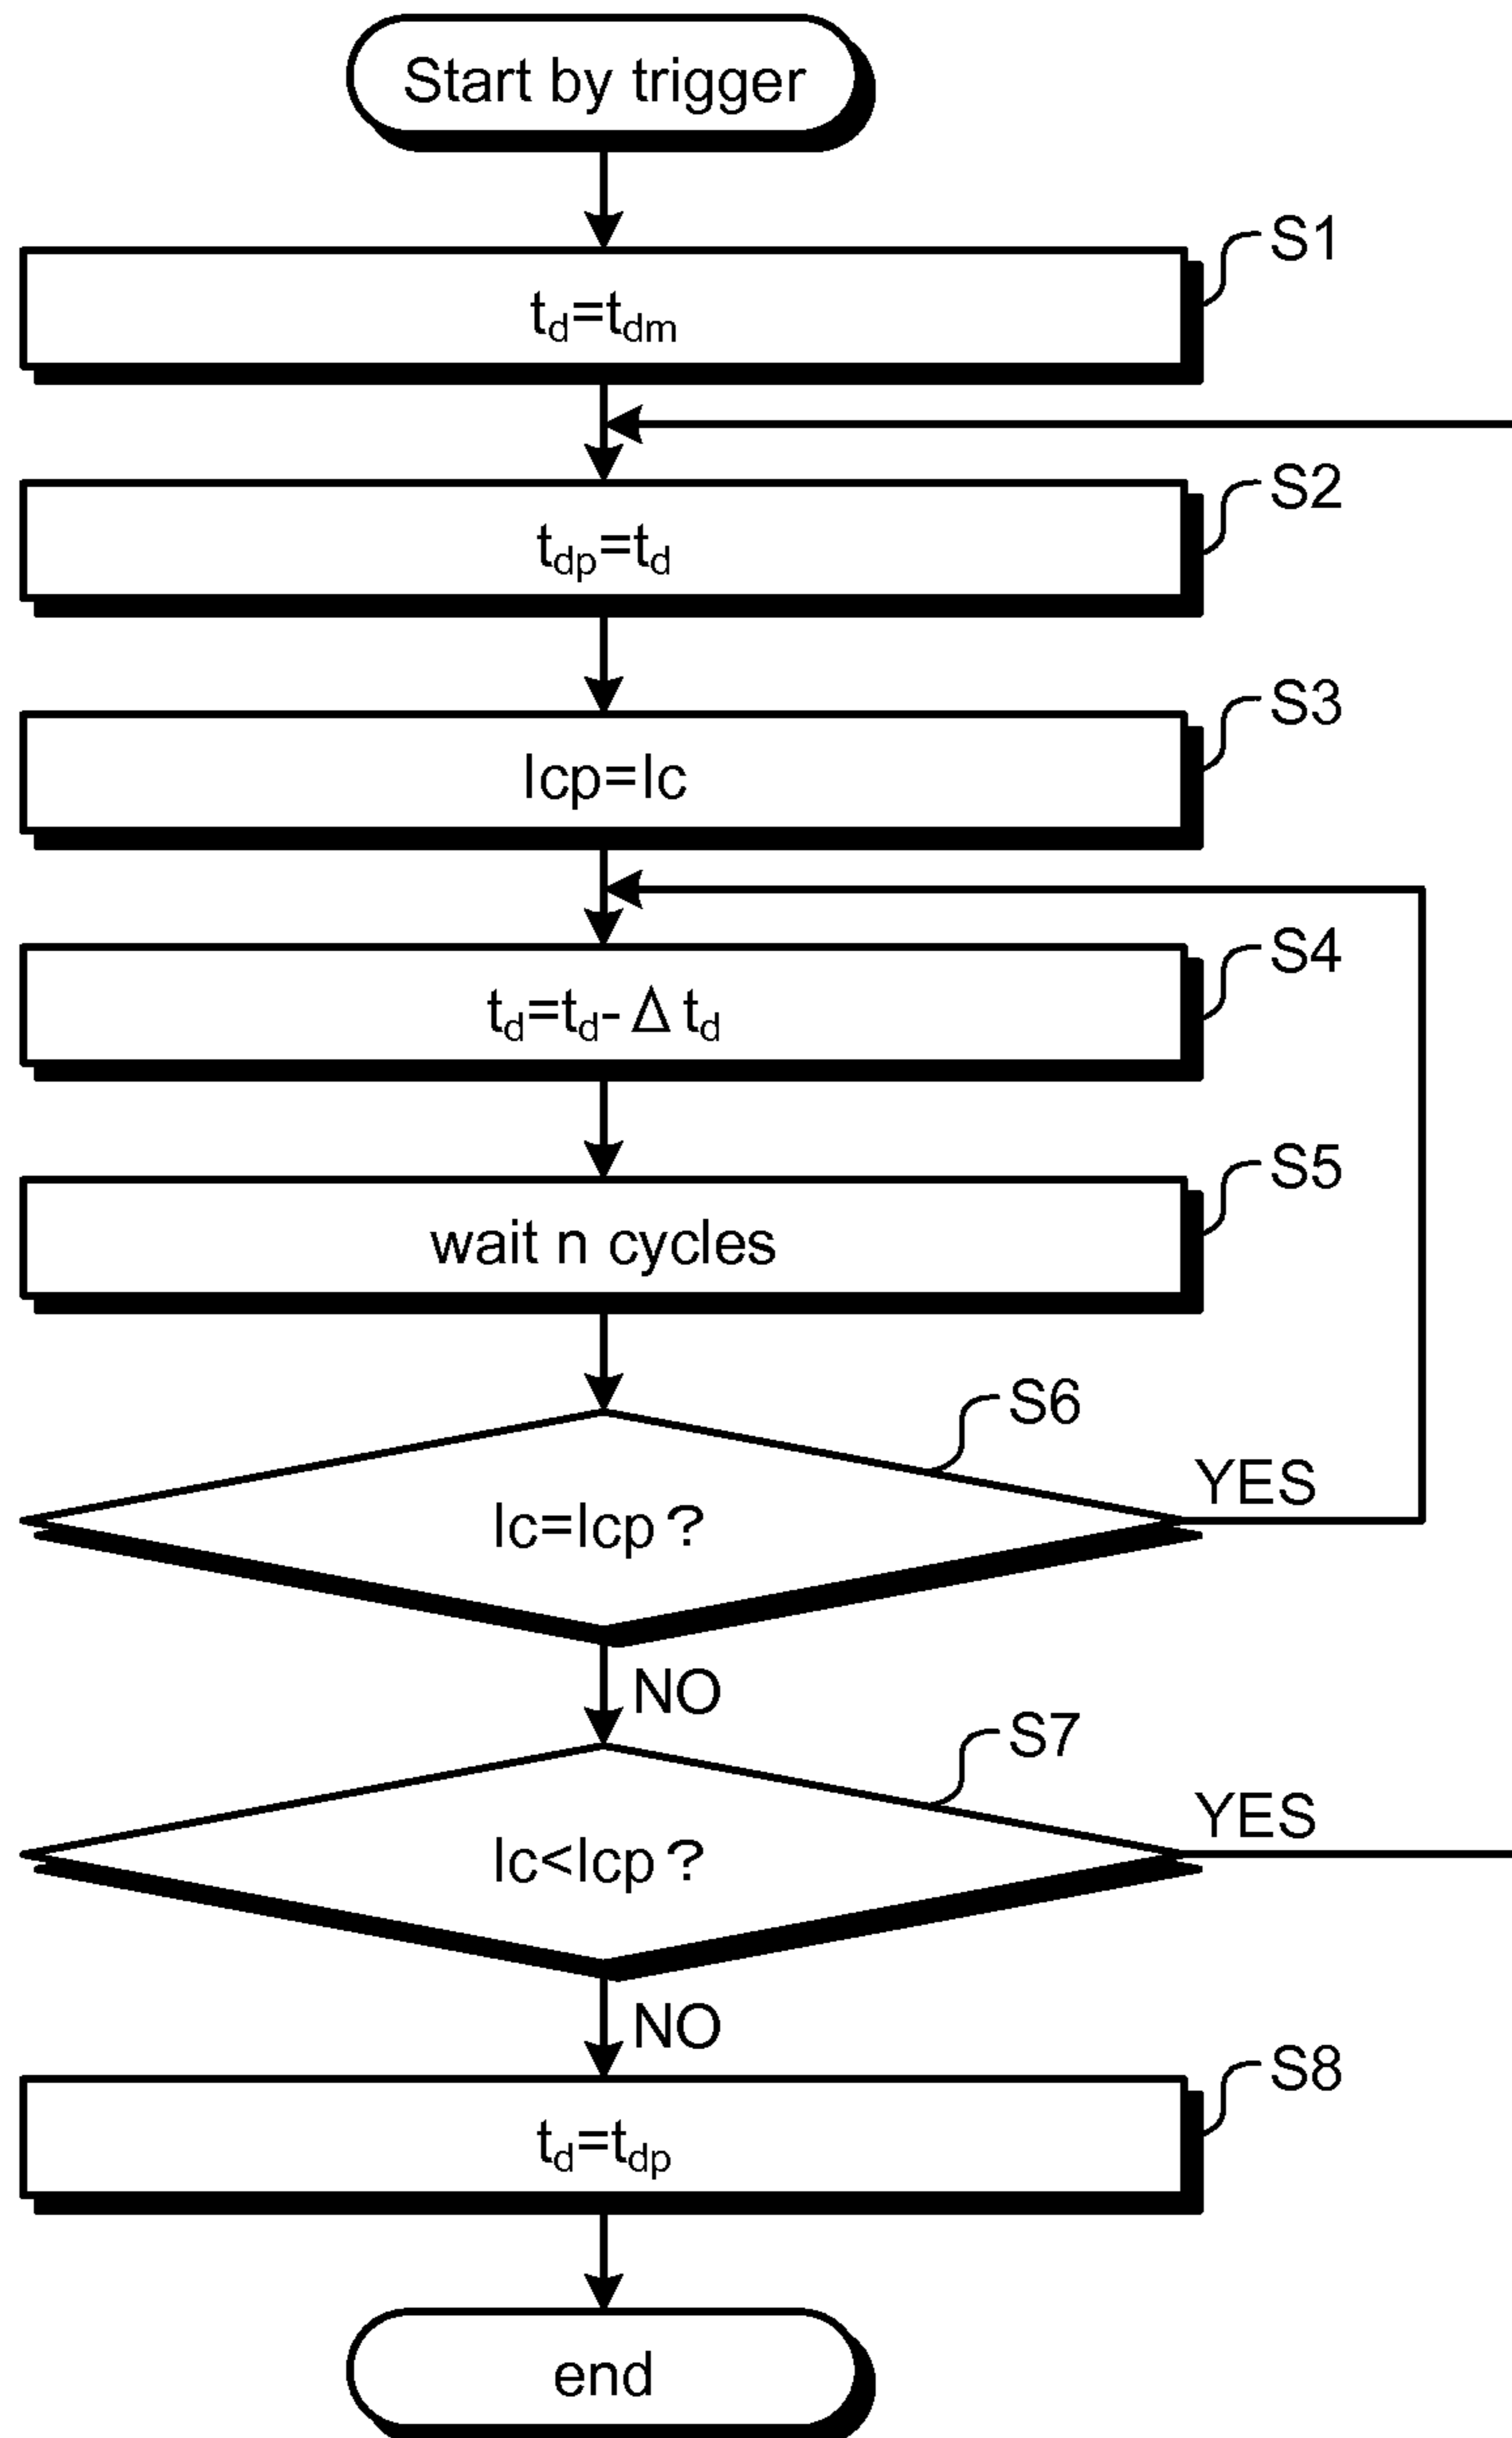 Start by trigger
S1
td=tdm
S2
tdp=td
S3
Icp=Ic
S4
td=td-Δtd
S5
wait n cycles
S6
Ic=Icp?
YES
NO
S7
Ic<Icp?
YES
NO
S8
td=tdp
end